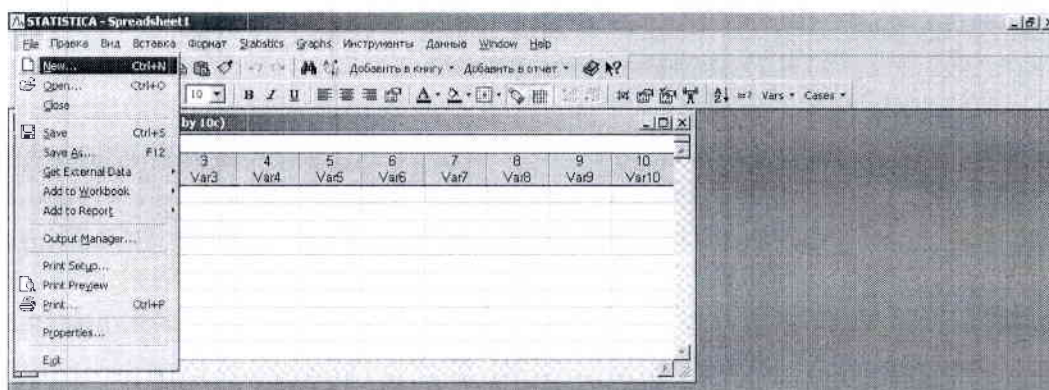 STATISTICA - Spreadsheet1
File Правка Вид Вставка Формат Statistics Graphs Инструменты Данные Window Help
New... Ctrl+N
Добавить в книгу Добавить в отчет
Open... Ctrl+O
10 B I U Vars Cases
Close
by 10c)
Save Ctrl+S
Save As... F12
3 4 5 6 7 8 9 10
Get External Data
Var3 Var4 Var5 Var6 Var7 Var8 Var9 Var10
Add to Workbook
Add to Report
Output Manager...
Print Setup...
Print Preview
Print... Ctrl+P
Properties...
Exit